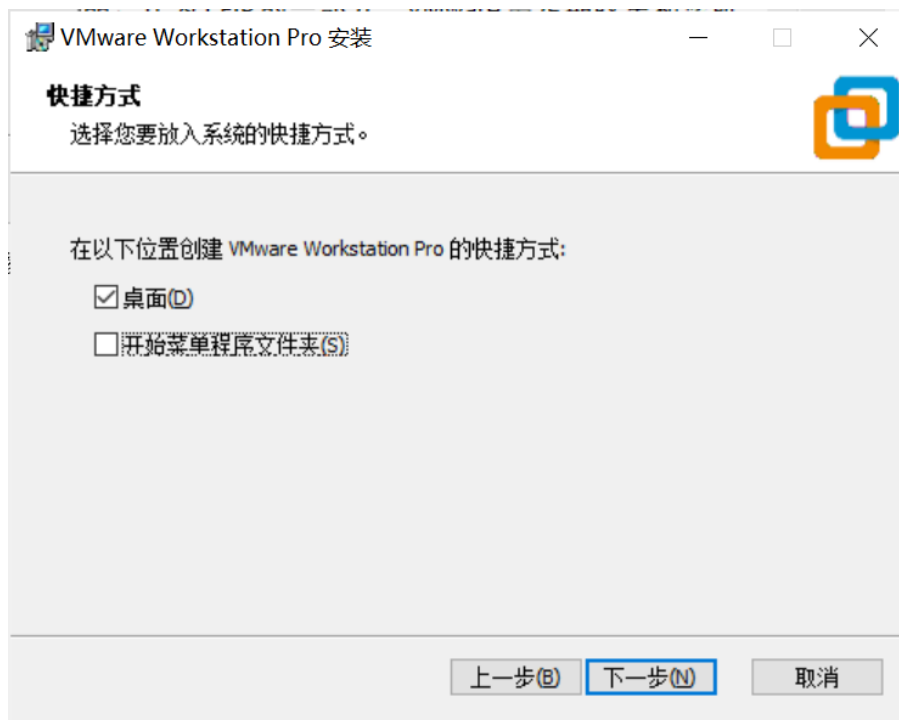 VMware Workstation Pro 安装
快捷方式
选择您要放入系统的快捷方式。
在以下位置创建 VMware Workstation Pro 的快捷方式:
桌面(D)
开始菜单程序文件夹(S)
上一步(B) 下一步(N) 取消